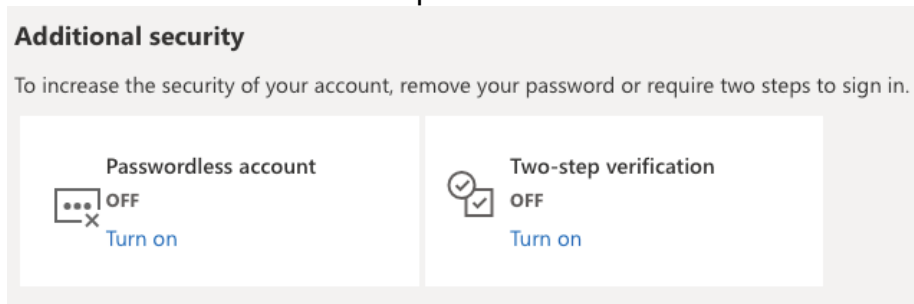 Additional security
To increase the security of your account, remove your password or require two steps to sign in.
Passwordless account
OFF
Turn on
Two-step verification
OFF
Turn on